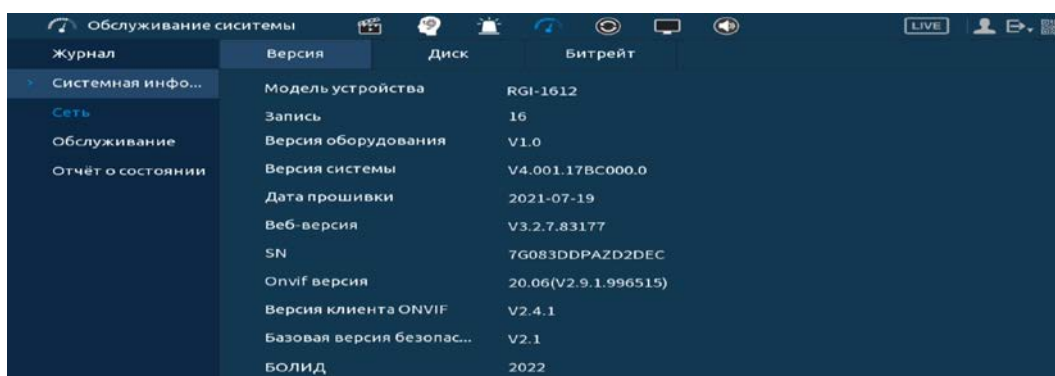 Обслуживание сиситемы LIVE
Журнал Версия Диск Битрейт
Системная инфо... Модель устройства RGI-1612
Сеть Запись 16
Обслуживание Версия оборудования V1.0
Отчёт о состоянии Версия системы V4.001.17BC000.0
Дата прошивки 2021-07-19
Веб-версия V3.2.7.83177
SN 7G083DDPAZD2DEC
Onvif версия 20.06(V2.9.1.996515)
Версия клиента ONVIF V2.4.1
Базовая версия безопас... V2.1
БОЛИД 2022